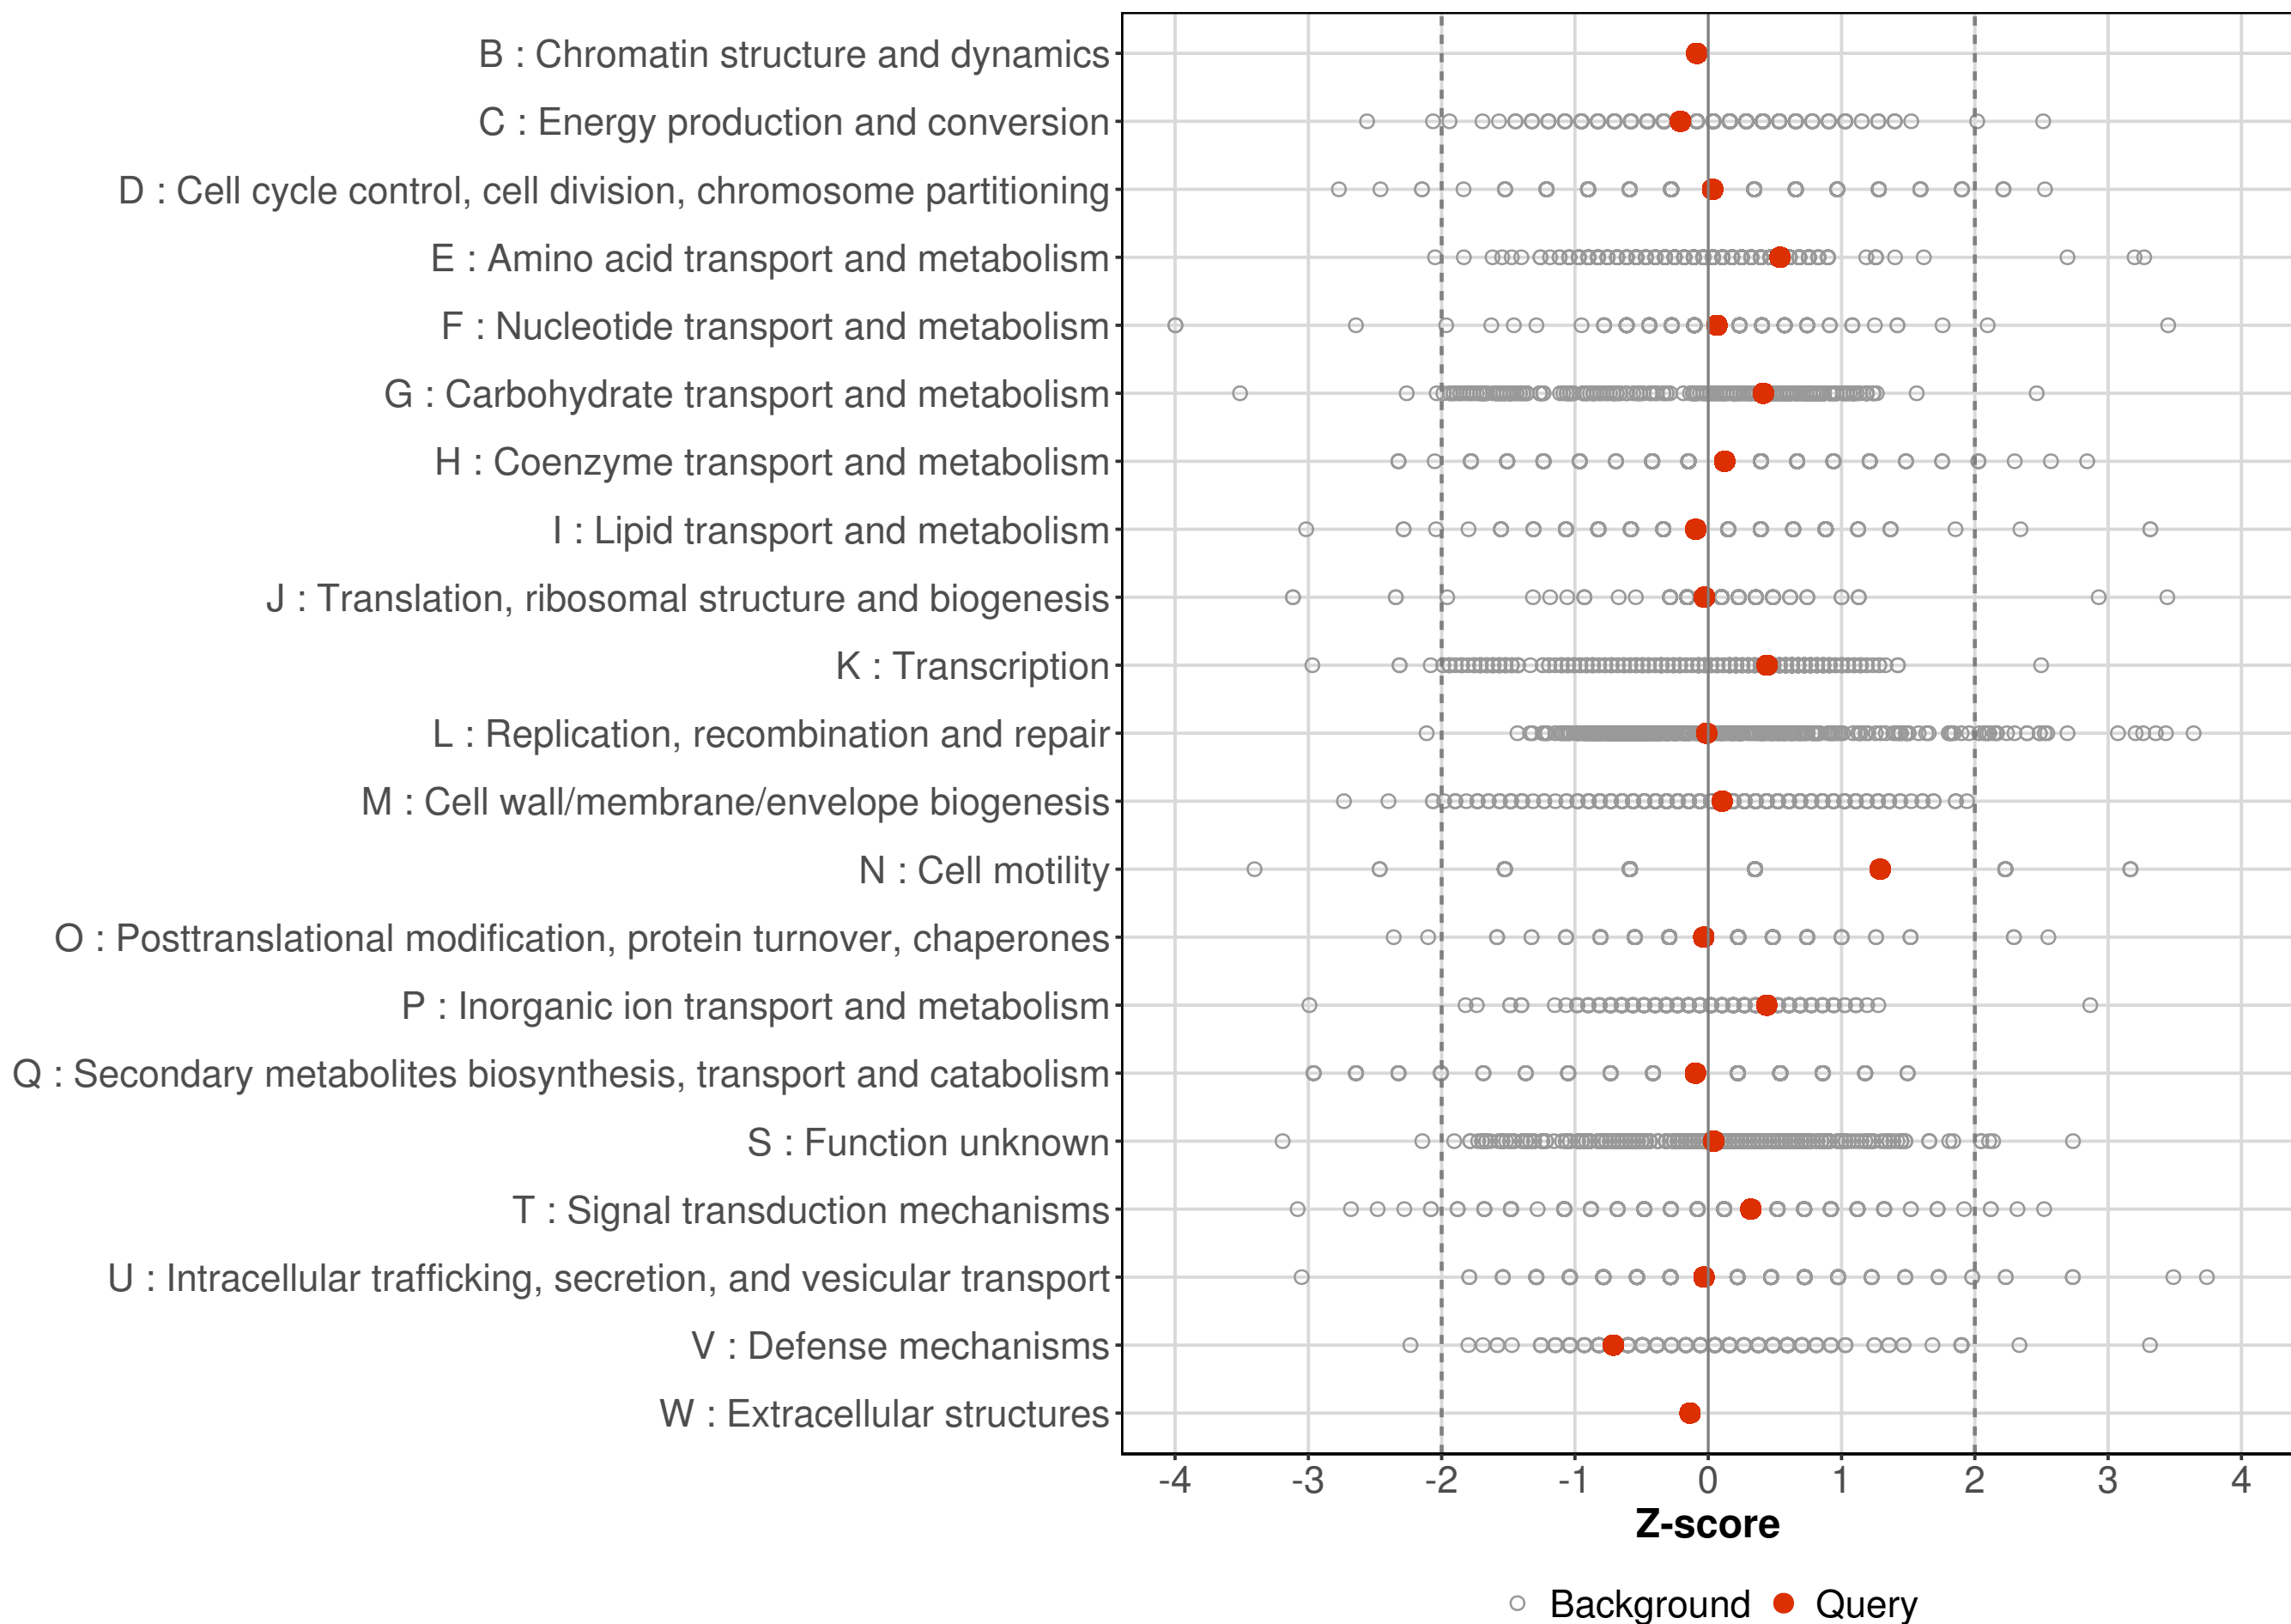 B : Chromatin structure and dynamics
C : Energy production and conversion
D : Cell cycle control, cell division, chromosome partitioning
E : Amino acid transport and metabolism
F : Nucleotide transport and metabolism
G : Carbohydrate transport and metabolism
H : Coenzyme transport and metabolism
I : Lipid transport and metabolism
J : Translation, ribosomal structure and biogenesis
K : Transcription
L : Replication, recombination and repair
M : Cell wall/membrane/envelope biogenesis
N : Cell motility
O : Posttranslational modification, protein turnover, chaperones
P : Inorganic ion transport and metabolism
Q : Secondary metabolites biosynthesis, transport and catabolism
S : Function unknown
T : Signal transduction mechanisms
U : Intracellular trafficking, secretion, and vesicular transport
V : Defense mechanisms
W : Extracellular structures
-4 -3 -2 -1 0 1 2 3 4
Z-score
Background Query